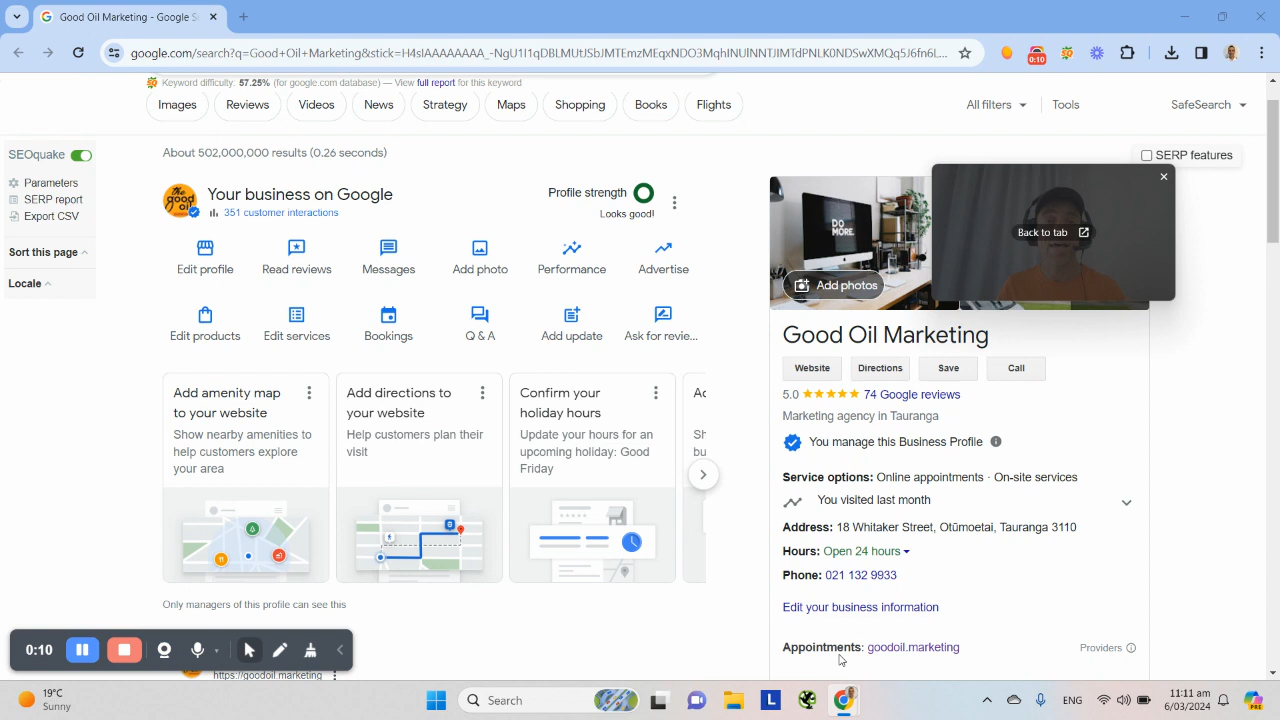 Good Oil Marketing - Google S
google.com/search?q=Good+Oil+Marketing&stick=H4sIAAAAAAAA_-NgU1I1qDBLMUtJSbJMTEmzMEqxNDO3MqhINUlNNTJIMTdPNLK0NDSwXMQq5J6fn6L...
0:10
Keyword difficulty: 57.25% (for google.com database) — View full report for this keyword
Images
Reviews
Videos
News
Strategy
Maps
Shopping
Books
Flights
All filters
Tools
SafeSearch
About 502,000,000 results (0.26 seconds)
SERP features
SEOquake
Parameters
SERP report
Export CSV
Sort this page
Locale
the good oil
Your business on Google
351 customer interactions
Profile strength
Looks good!
Edit profile
Read reviews
Messages
Add photo
Performance
Advertise
Edit products
Edit services
Bookings
Q & A
Add update
Ask for revie...
Add amenity map
to your website
Show nearby amenities to
help customers explore
your area
Add directions to
your website
Help customers plan their
visit
Confirm your
holiday hours
Update your hours for an
upcoming holiday: Good
Friday
Only managers of this profile can see this
https://goodoil.marketing
DO
MORE.
Add photos
Back to tab
Good Oil Marketing
Website
Directions
Save
Call
5.0 74 Google reviews
Marketing agency in Tauranga
You manage this Business Profile
Service options: Online appointments · On-site services
You visited last month
Address: 18 Whitaker Street, Otūmoetai, Tauranga 3110
Hours: Open 24 hours
Phone: 021 132 9933
Edit your business information
Appointments: goodoil.marketing
Providers
0:10
19°C
Sunny
Search
L
ENG
11:11 am
6/03/2024
PRE